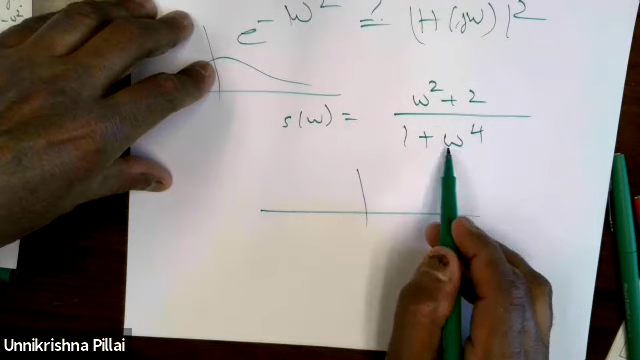 e^-w^2 =? |H(jw)|^2
s(w) = w^2 + 2
1 + w^4
Unnikrishna Pillai